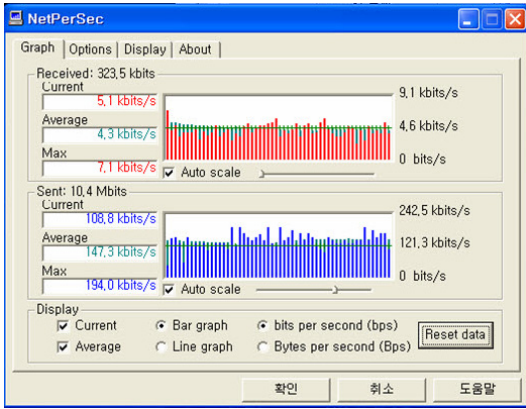 NetPerSec
Graph Options Display About
Received: 323,5 kbits
Current
5,1 kbits/s
Average
4,3 kbits/s
Max
7,1 kbits/s
9,1 kbits/s
4,6 kbits/s
0 bits/s
Auto scale
Sent: 10,4 Mbits
Current
108,8 kbits/s
Average
147,3 kbits/s
Max
194,0 kbits/s
242,5 kbits/s
121,3 kbits/s
0 bits/s
Auto scale
Display
Current Bar graph bits per second (bps)
Average Line graph Bytes per second (Bps)
Reset data
확인 취소 도움말